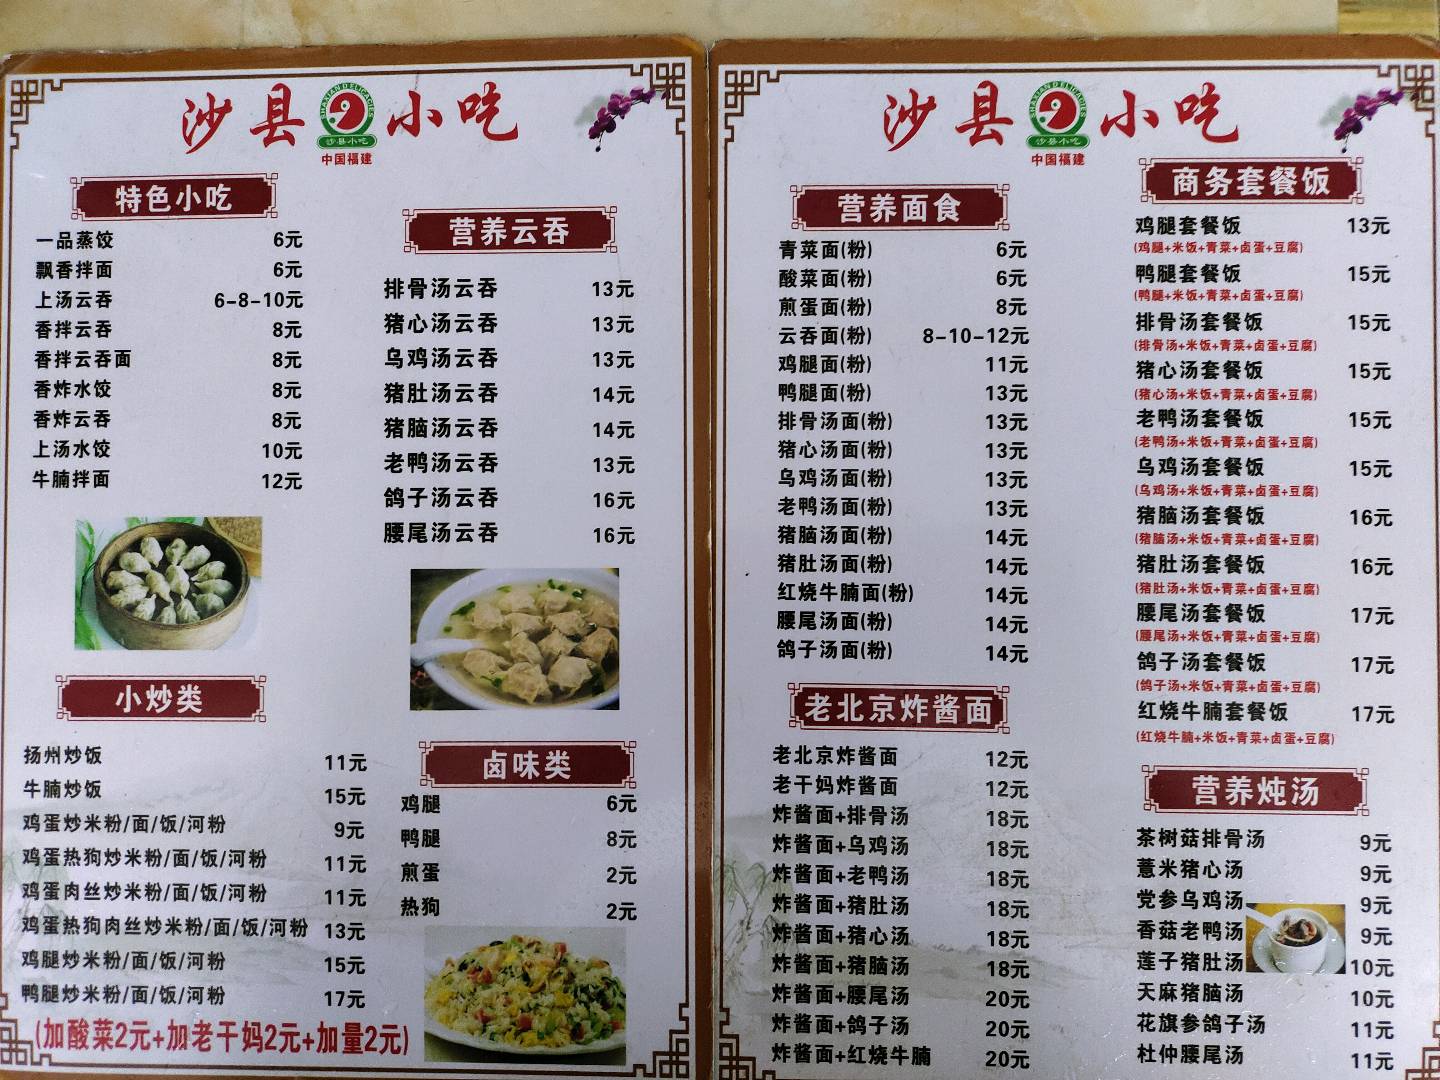 沙县小吃
SHAXIAN DELICACIES
沙县小吃
中国福建
特色小吃
一品蒸饺 6元
飘香拌面 6元
上汤云吞 6-8-10元
香拌云吞 8元
香拌云吞面 8元
香炸水饺 8元
香炸云吞 8元
上汤水饺 10元
牛腩拌面 12元
营养云吞
排骨汤云吞 13元
猪心汤云吞 13元
乌鸡汤云吞 13元
猪肚汤云吞 14元
猪脑汤云吞 14元
老鸭汤云吞 13元
鸽子汤云吞 16元
腰尾汤云吞 16元
小炒类
扬州炒饭 11元
牛腩炒饭 15元
鸡蛋炒米粉/面/饭/河粉 9元
鸡蛋热狗炒米粉/面/饭/河粉 11元
鸡蛋肉丝炒米粉/面/饭/河粉 11元
鸡蛋热狗肉丝炒米粉/面/饭/河粉 13元
鸡腿炒米粉/面/饭/河粉 15元
鸭腿炒米粉/面/饭/河粉 17元
(加酸菜2元+加老干妈2元+加量2元)
卤味类
鸡腿 6元
鸭腿 8元
煎蛋 2元
热狗 2元
沙县小吃
SHAXIAN DELICACIES
沙县小吃
中国福建
营养面食
青菜面(粉) 6元
酸菜面(粉) 6元
煎蛋面(粉) 8元
云吞面(粉) 8-10-12元
鸡腿面(粉) 11元
鸭腿面(粉) 13元
排骨汤面(粉) 13元
猪心汤面(粉) 13元
乌鸡汤面(粉) 13元
老鸭汤面(粉) 13元
猪脑汤面(粉) 14元
猪肚汤面(粉) 14元
红烧牛腩面(粉) 14元
腰尾汤面(粉) 14元
鸽子汤面(粉) 14元
老北京炸酱面
老北京炸酱面 12元
老干妈炸酱面 12元
炸酱面+排骨汤 18元
炸酱面+乌鸡汤 18元
炸酱面+老鸭汤 18元
炸酱面+猪肚汤 18元
炸酱面+猪心汤 18元
炸酱面+猪脑汤 18元
炸酱面+腰尾汤 20元
炸酱面+鸽子汤 20元
炸酱面+红烧牛腩 20元
商务套餐饭
鸡腿套餐饭 13元
(鸡腿+米饭+青菜+卤蛋+豆腐)
鸭腿套餐饭 15元
(鸭腿+米饭+青菜+卤蛋+豆腐)
排骨汤套餐饭 15元
(排骨汤+米饭+青菜+卤蛋+豆腐)
猪心汤套餐饭 15元
(猪心汤+米饭+青菜+卤蛋+豆腐)
老鸭汤套餐饭 15元
(老鸭汤+米饭+青菜+卤蛋+豆腐)
乌鸡汤套餐饭 15元
(乌鸡汤+米饭+青菜+卤蛋+豆腐)
猪脑汤套餐饭 16元
(猪脑汤+米饭+青菜+卤蛋+豆腐)
猪肚汤套餐饭 16元
(猪肚汤+米饭+青菜+卤蛋+豆腐)
腰尾汤套餐饭 17元
(腰尾汤+米饭+青菜+卤蛋+豆腐)
鸽子汤套餐饭 17元
(鸽子汤+米饭+青菜+卤蛋+豆腐)
红烧牛腩套餐饭 17元
(红烧牛腩+米饭+青菜+卤蛋+豆腐)
营养炖汤
茶树菇排骨汤 9元
薏米猪心汤 9元
党参乌鸡汤 9元
香菇老鸭汤 9元
莲子猪肚汤 10元
天麻猪脑汤 10元
花旗参鸽子汤 11元
杜仲腰尾汤 11元